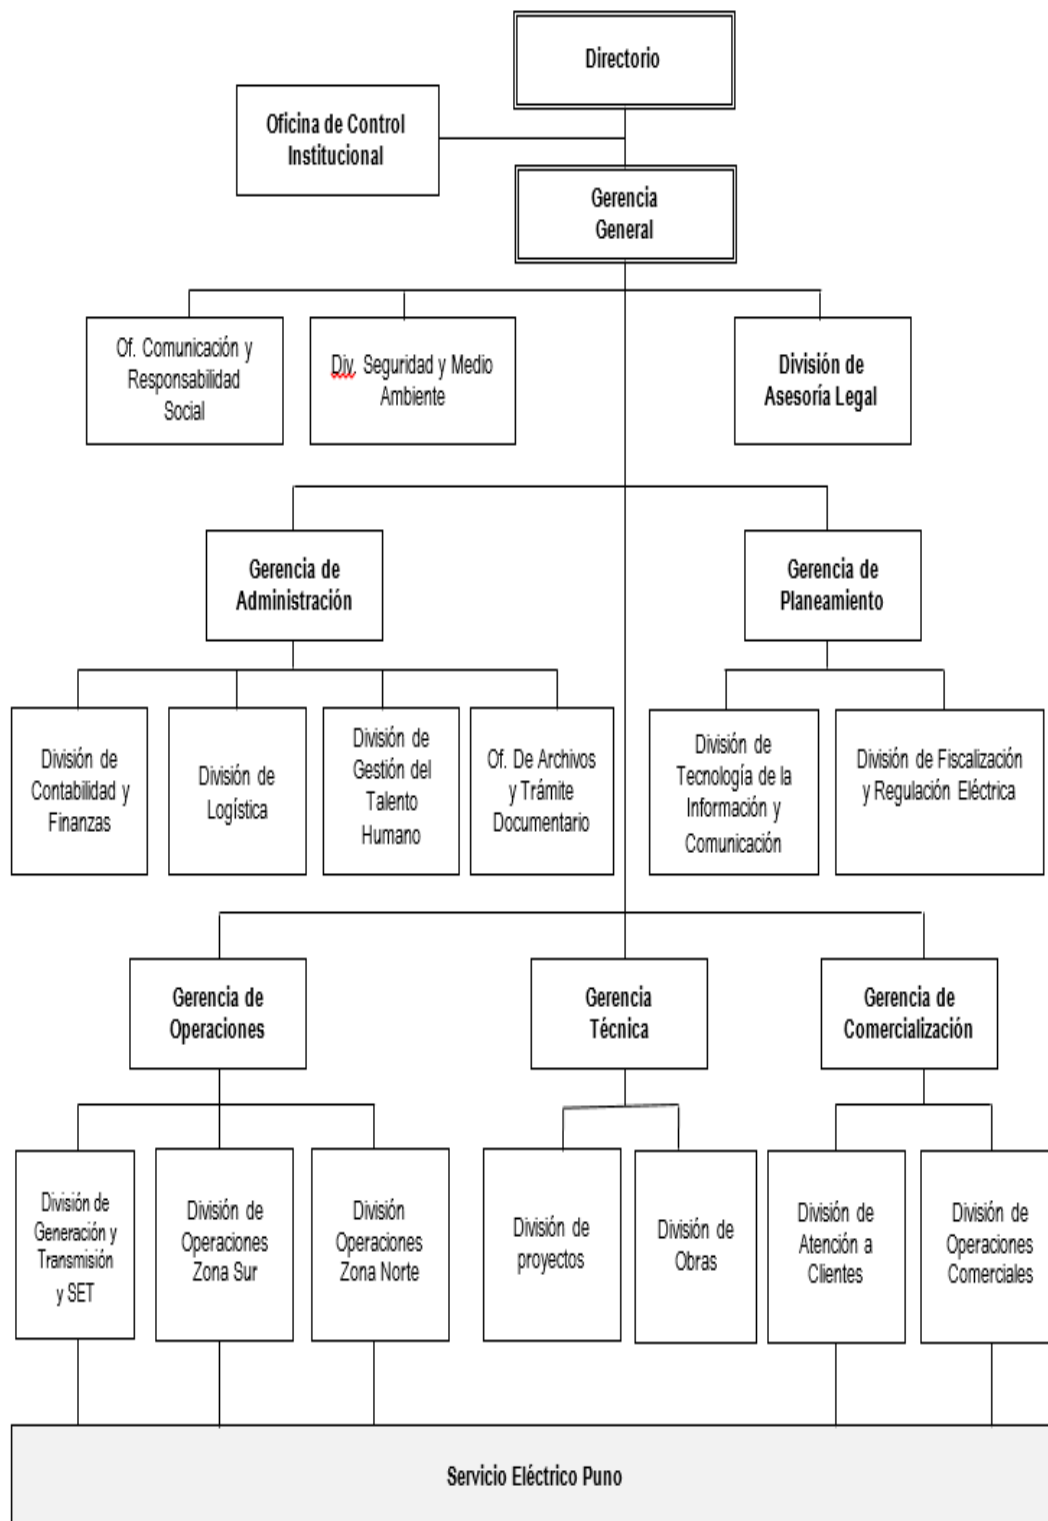 Directorio
Oficina de Control
Institucional
Gerencia
General
Of. Comunicación y
Responsabilidad
Social
Div. Seguridad y Medio
Ambiente
División de
Asesoría Legal
Gerencia de
Administración
Gerencia de
Planeamiento
División de
Contabilidad y
Finanzas
División de
Logística
División de
Gestión del
Talento
Humano
Of. De Archivos
y Trámite
Documentario
División de
Tecnología de la
Información y
Comunicación
División de Fiscalización
y Regulación Eléctrica
Gerencia de
Operaciones
Gerencia
Técnica
Gerencia de
Comercialización
División de
Generación y
Transmisión
y SET
División de
Operaciones
Zona Sur
División
Operaciones
Zona Norte
División de
proyectos
División de
Obras
División de
Atención a
Clientes
División de
Operaciones
Comerciales
Servicio Eléctrico Puno